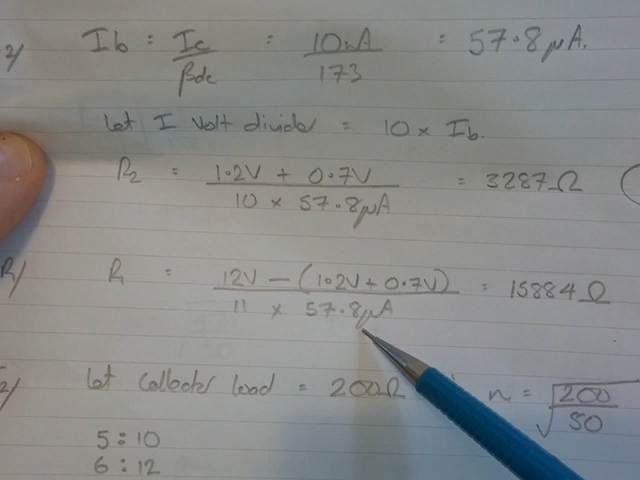 2/ Ib = Ic/βdc = 10mA/173 = 57.8μA.
Let I volt divider = 10 x Ib.
R2 = 1.2V + 0.7V / 10 x 57.8μA = 3287Ω
R1 = 12V - (1.2V + 0.7V) / 11 x 57.8μA = 15884Ω
Let Collector load = 200Ω n = √200/50
5:10
6:12